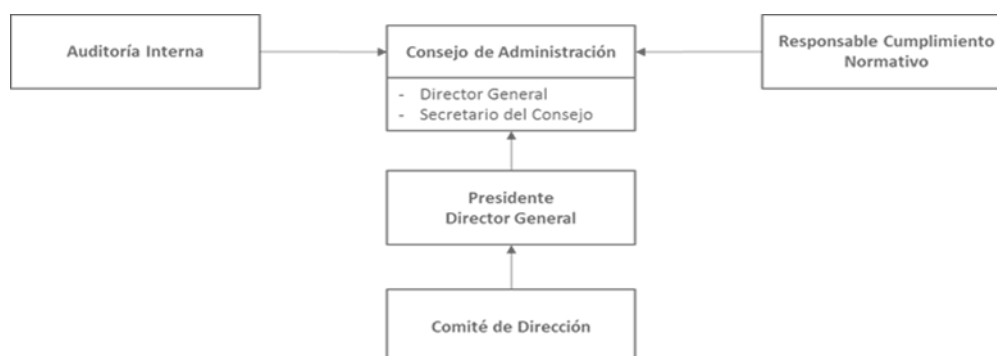 Auditoría Interna
Consejo de Administración
- Director General
- Secretario del Consejo
Responsable Cumplimiento
Normativo
Presidente
Director General
Comité de Dirección